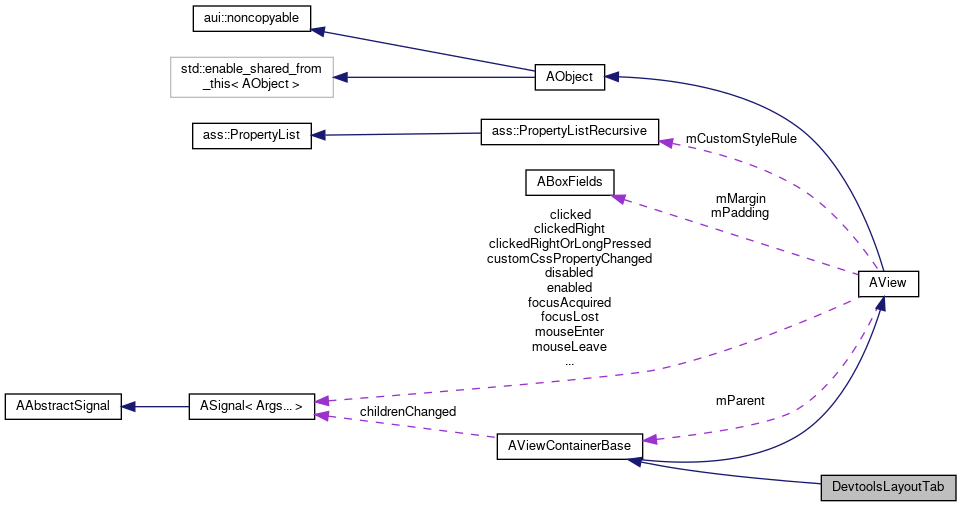 aui::noncopyable
std::enable_shared_from
_this< AObject >
AObject
ass::PropertyList
ass::PropertyListRecursive
mCustomStyleRule
ABoxFields
mMargin
mPadding
clicked
clickedRight
clickedRightOrLongPressed
customCssPropertyChanged
disabled
enabled
focusAcquired
focusLost
mouseEnter
mouseLeave
...
AView
AAbstractSignal
ASignal< Args... >
childrenChanged
mParent
AViewContainerBase
DevtoolsLayoutTab